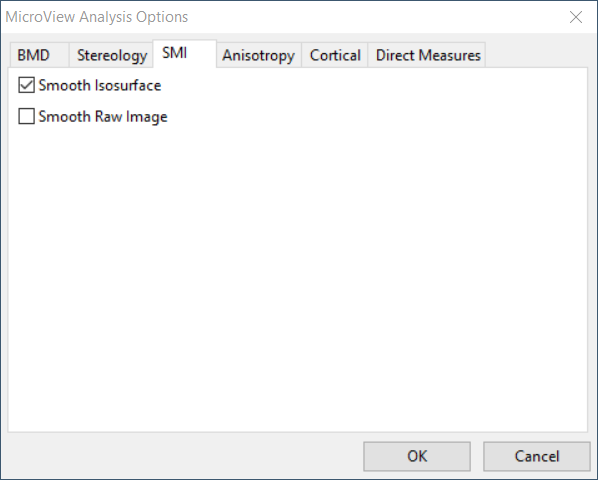 MicroView Analysis Options
BMD Stereology SMI Anisotropy Cortical Direct Measures
Smooth Isosurface
Smooth Raw Image
OK Cancel